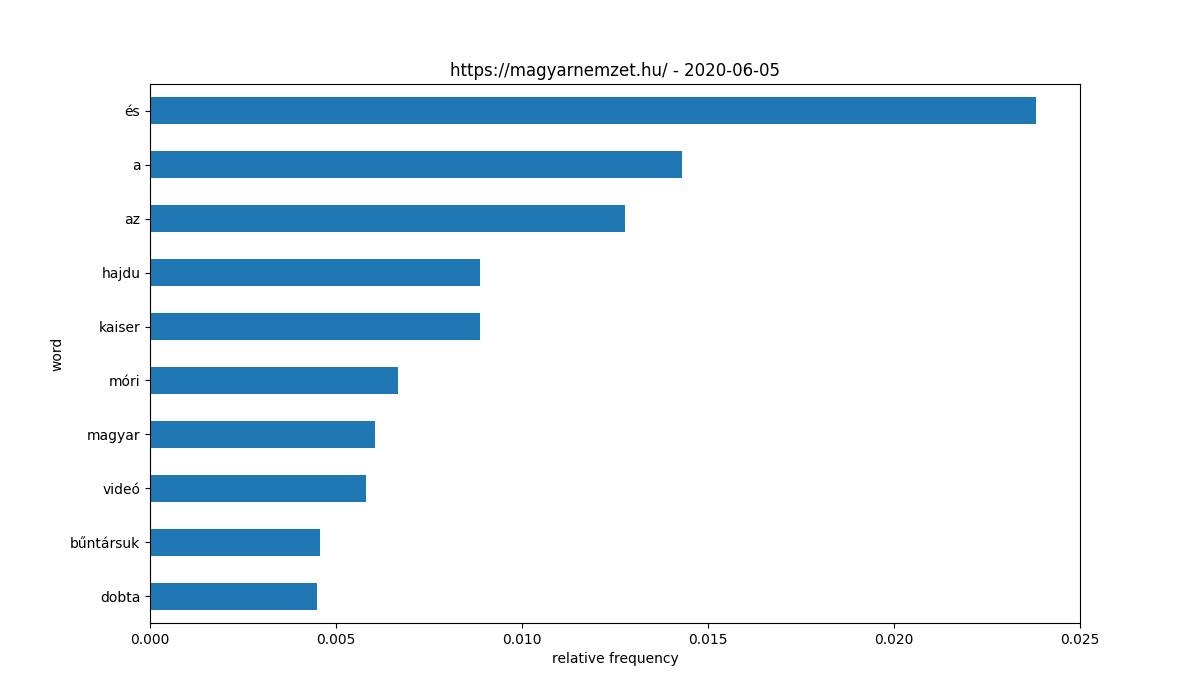 https://magyarnemzet.hu/ - 2020-06-05
és
a
az
hajdu
kaiser
móri
magyar
videó
bűntársuk
dobta
word
0.000 0.005 0.010 0.015 0.020 0.025
relative frequency